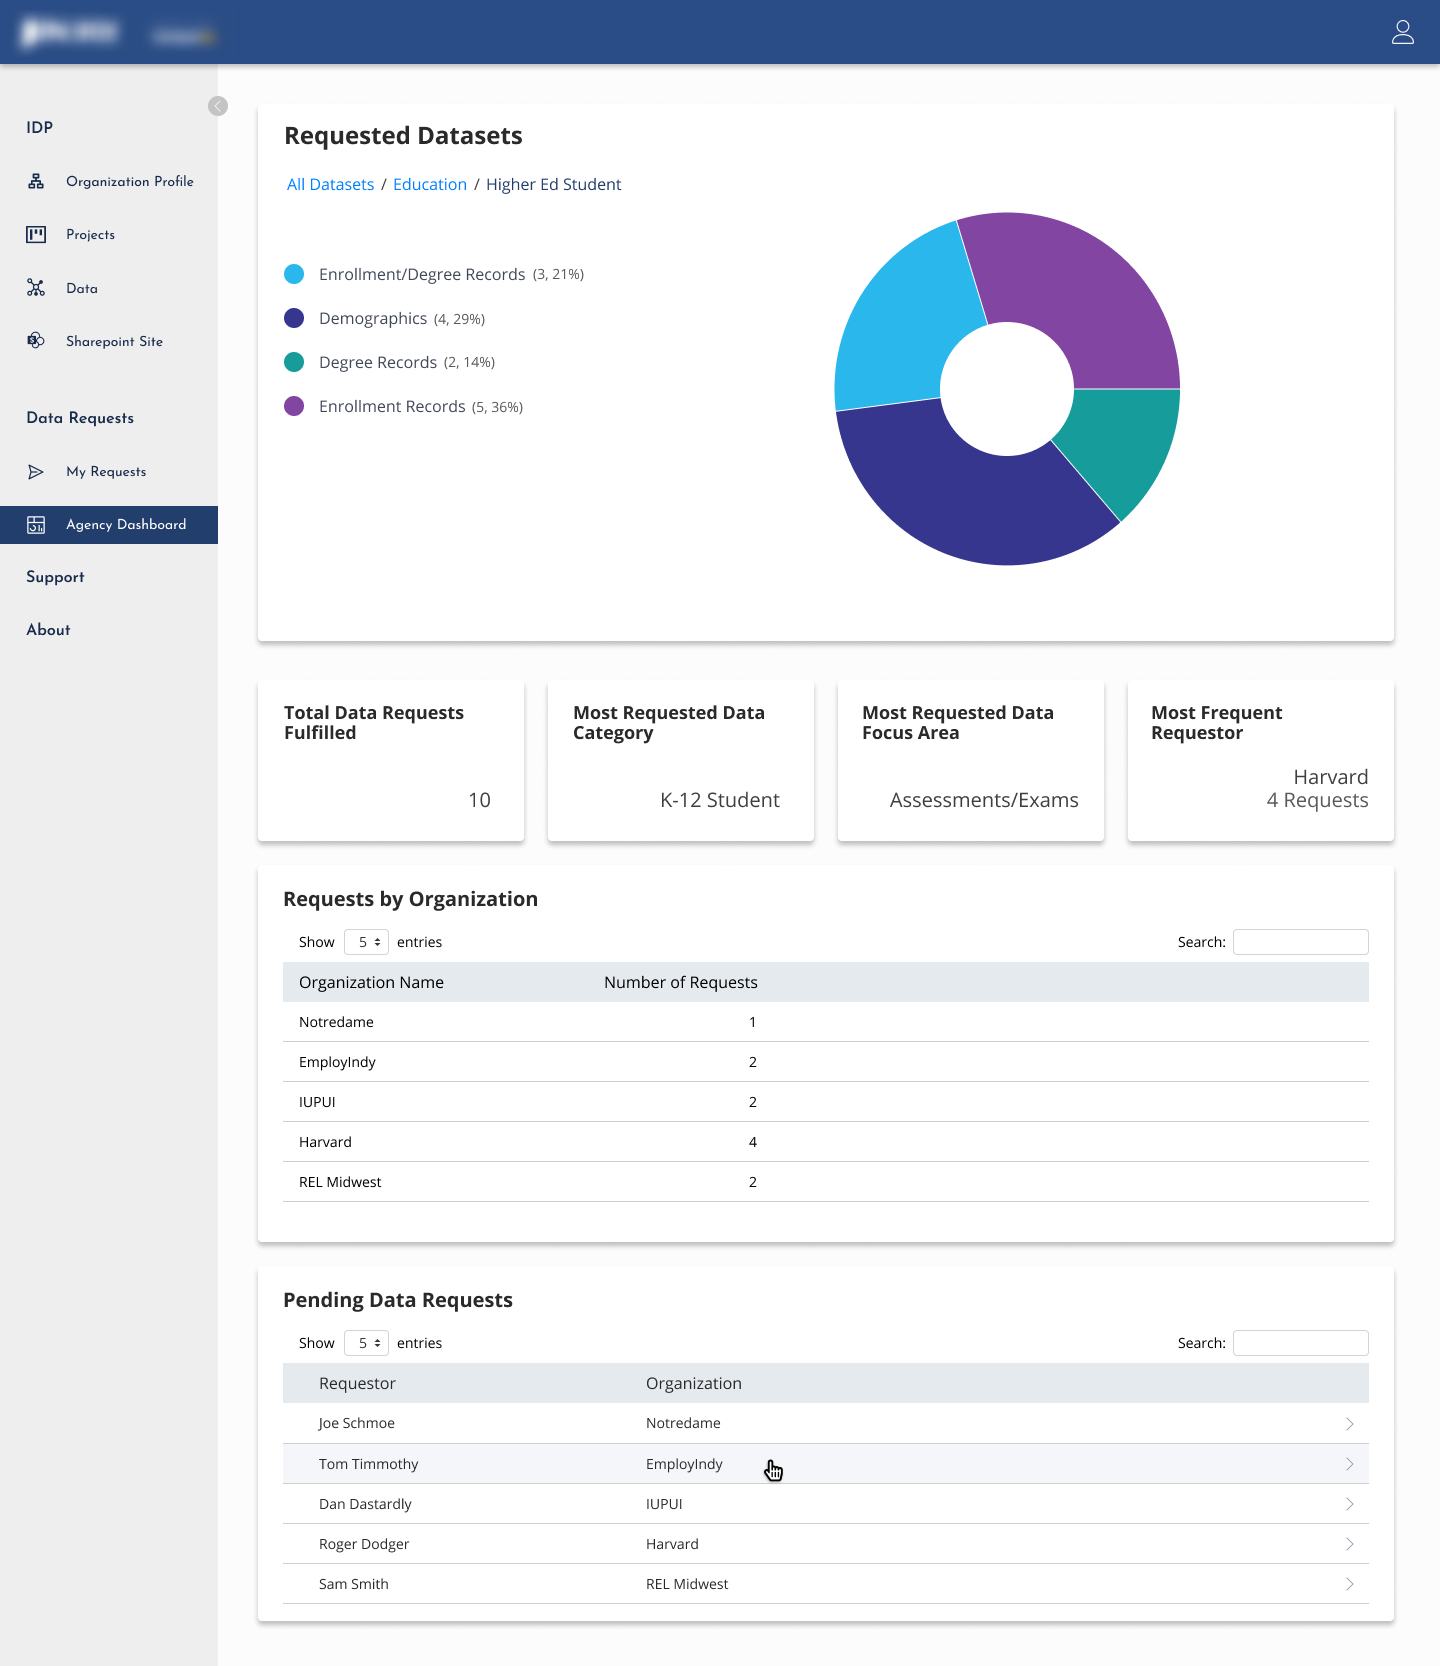 IDP
Organization Profile
Projects
Data
Sharepoint Site
Data Requests
My Requests
Agency Dashboard
Support
About
Requested Datasets
All Datasets / Education / Higher Ed Student
Enrollment/Degree Records (3, 21%)
Demographics (4, 29%)
Degree Records (2, 14%)
Enrollment Records (5, 36%)
Total Data Requests
Fulfilled
10
Most Requested Data
Category
K-12 Student
Most Requested Data
Focus Area
Assessments/Exams
Most Frequent
Requestor
Harvard
4 Requests
Requests by Organization
Show 5 entries Search:
Organization Name Number of Requests
Notredame 1
EmployIndy 2
IUPUI 2
Harvard 4
REL Midwest 2
Pending Data Requests
Show 5 entries Search:
Requestor Organization
Joe Schmoe Notredame
Tom Timmothy EmployIndy
Dan Dastardly IUPUI
Roger Dodger Harvard
Sam Smith REL Midwest